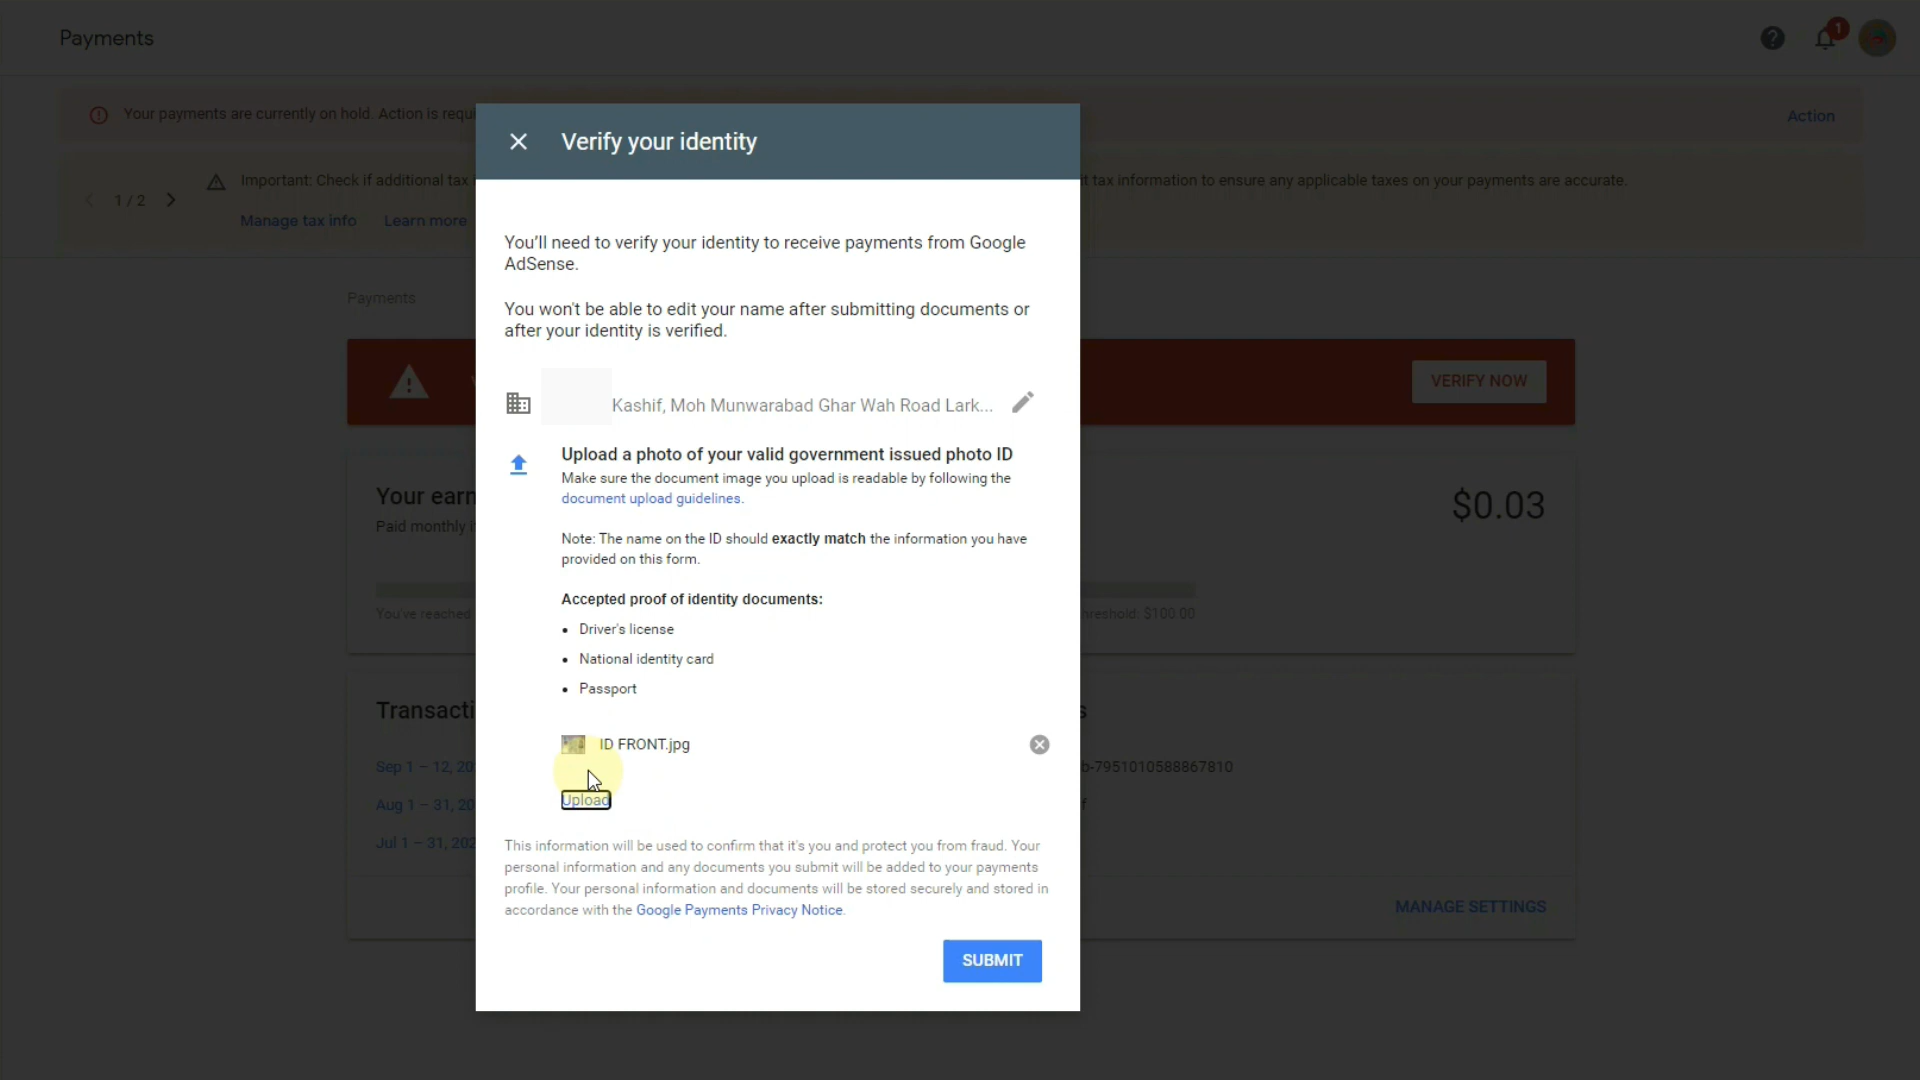 Payments
1
Your payments are currently on hold. Action is requi
Action
Verify your identity
1 / 2
Important: Check if additional tax i
it tax information to ensure any applicable taxes on your payments are accurate.
Manage tax info Learn more
You'll need to verify your identity to receive payments from Google
AdSense.
You won't be able to edit your name after submitting documents or
after your identity is verified.
Payments
VERIFY NOW
Kashif, Moh Munwarabad Ghar Wah Road Lark...
Upload a photo of your valid government issued photo ID
Make sure the document image you upload is readable by following the
document upload guidelines.
Note: The name on the ID should exactly match the information you have
provided on this form.
Your earn
Paid monthly i
$0.03
You've reached
hreshold: $100.00
Accepted proof of identity documents:
• Driver's license
• National identity card
• Passport
ID FRONT.jpg
Upload
Transacti
s
Sep 1 – 12, 20
b-7951010588867810
Aug 1 – 31, 20
f
Jul 1 – 31, 202
This information will be used to confirm that it's you and protect you from fraud. Your
personal information and any documents you submit will be added to your payments
profile. Your personal information and documents will be stored securely and stored in
accordance with the Google Payments Privacy Notice.
MANAGE SETTINGS
SUBMIT